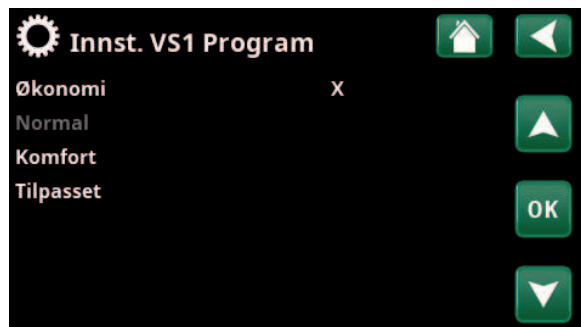 Innst. VS1 Program
Økonomi X
Normal
Komfort
Tilpasset
OK